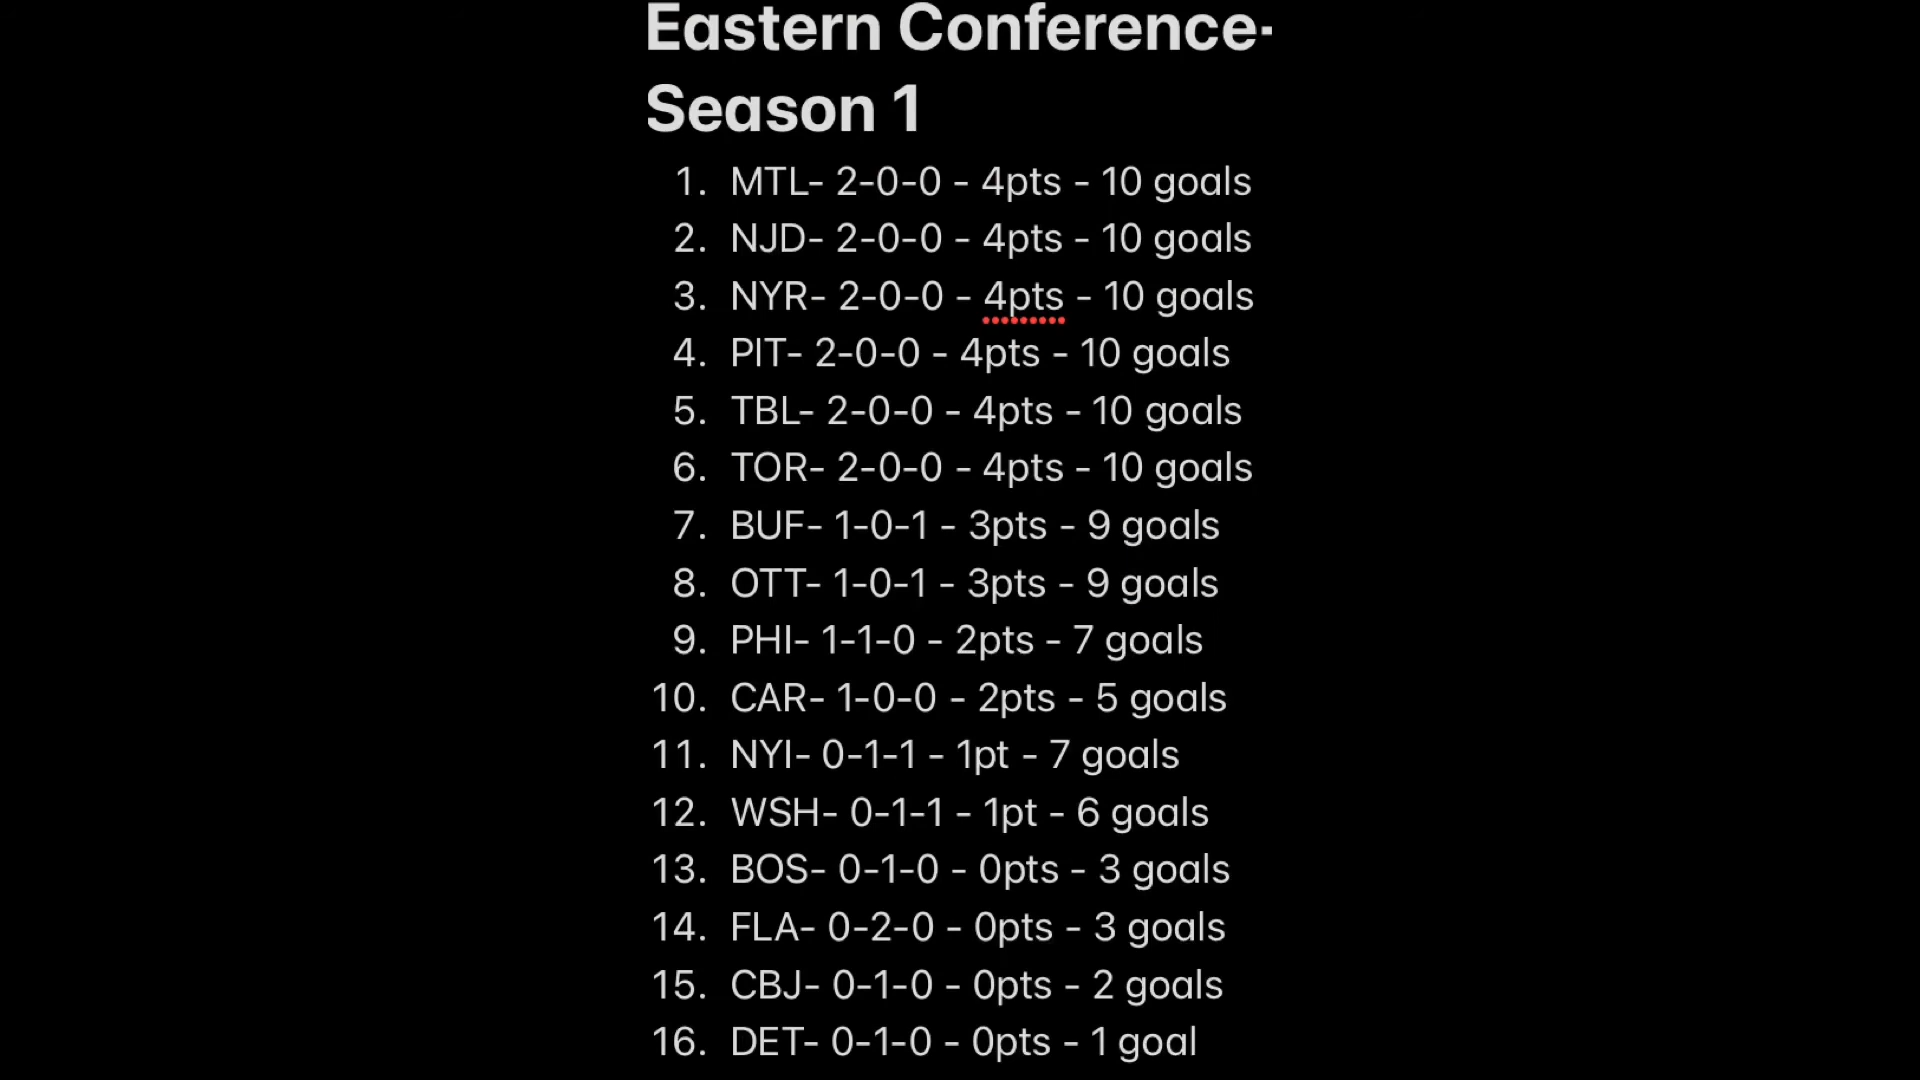 Eastern Conference-
Season 1
1. MTL- 2-0-0 - 4pts - 10 goals
2. NJD- 2-0-0 - 4pts - 10 goals
3. NYR- 2-0-0 - 4pts - 10 goals
4. PIT- 2-0-0 - 4pts - 10 goals
5. TBL- 2-0-0 - 4pts - 10 goals
6. TOR- 2-0-0 - 4pts - 10 goals
7. BUF- 1-0-1 - 3pts - 9 goals
8. OTT- 1-0-1 - 3pts - 9 goals
9. PHI- 1-1-0 - 2pts - 7 goals
10. CAR- 1-0-0 - 2pts - 5 goals
11. NYI- 0-1-1 - 1pt - 7 goals
12. WSH- 0-1-1 - 1pt - 6 goals
13. BOS- 0-1-0 - 0pts - 3 goals
14. FLA- 0-2-0 - 0pts - 3 goals
15. CBJ- 0-1-0 - 0pts - 2 goals
16. DET- 0-1-0 - 0pts - 1 goal